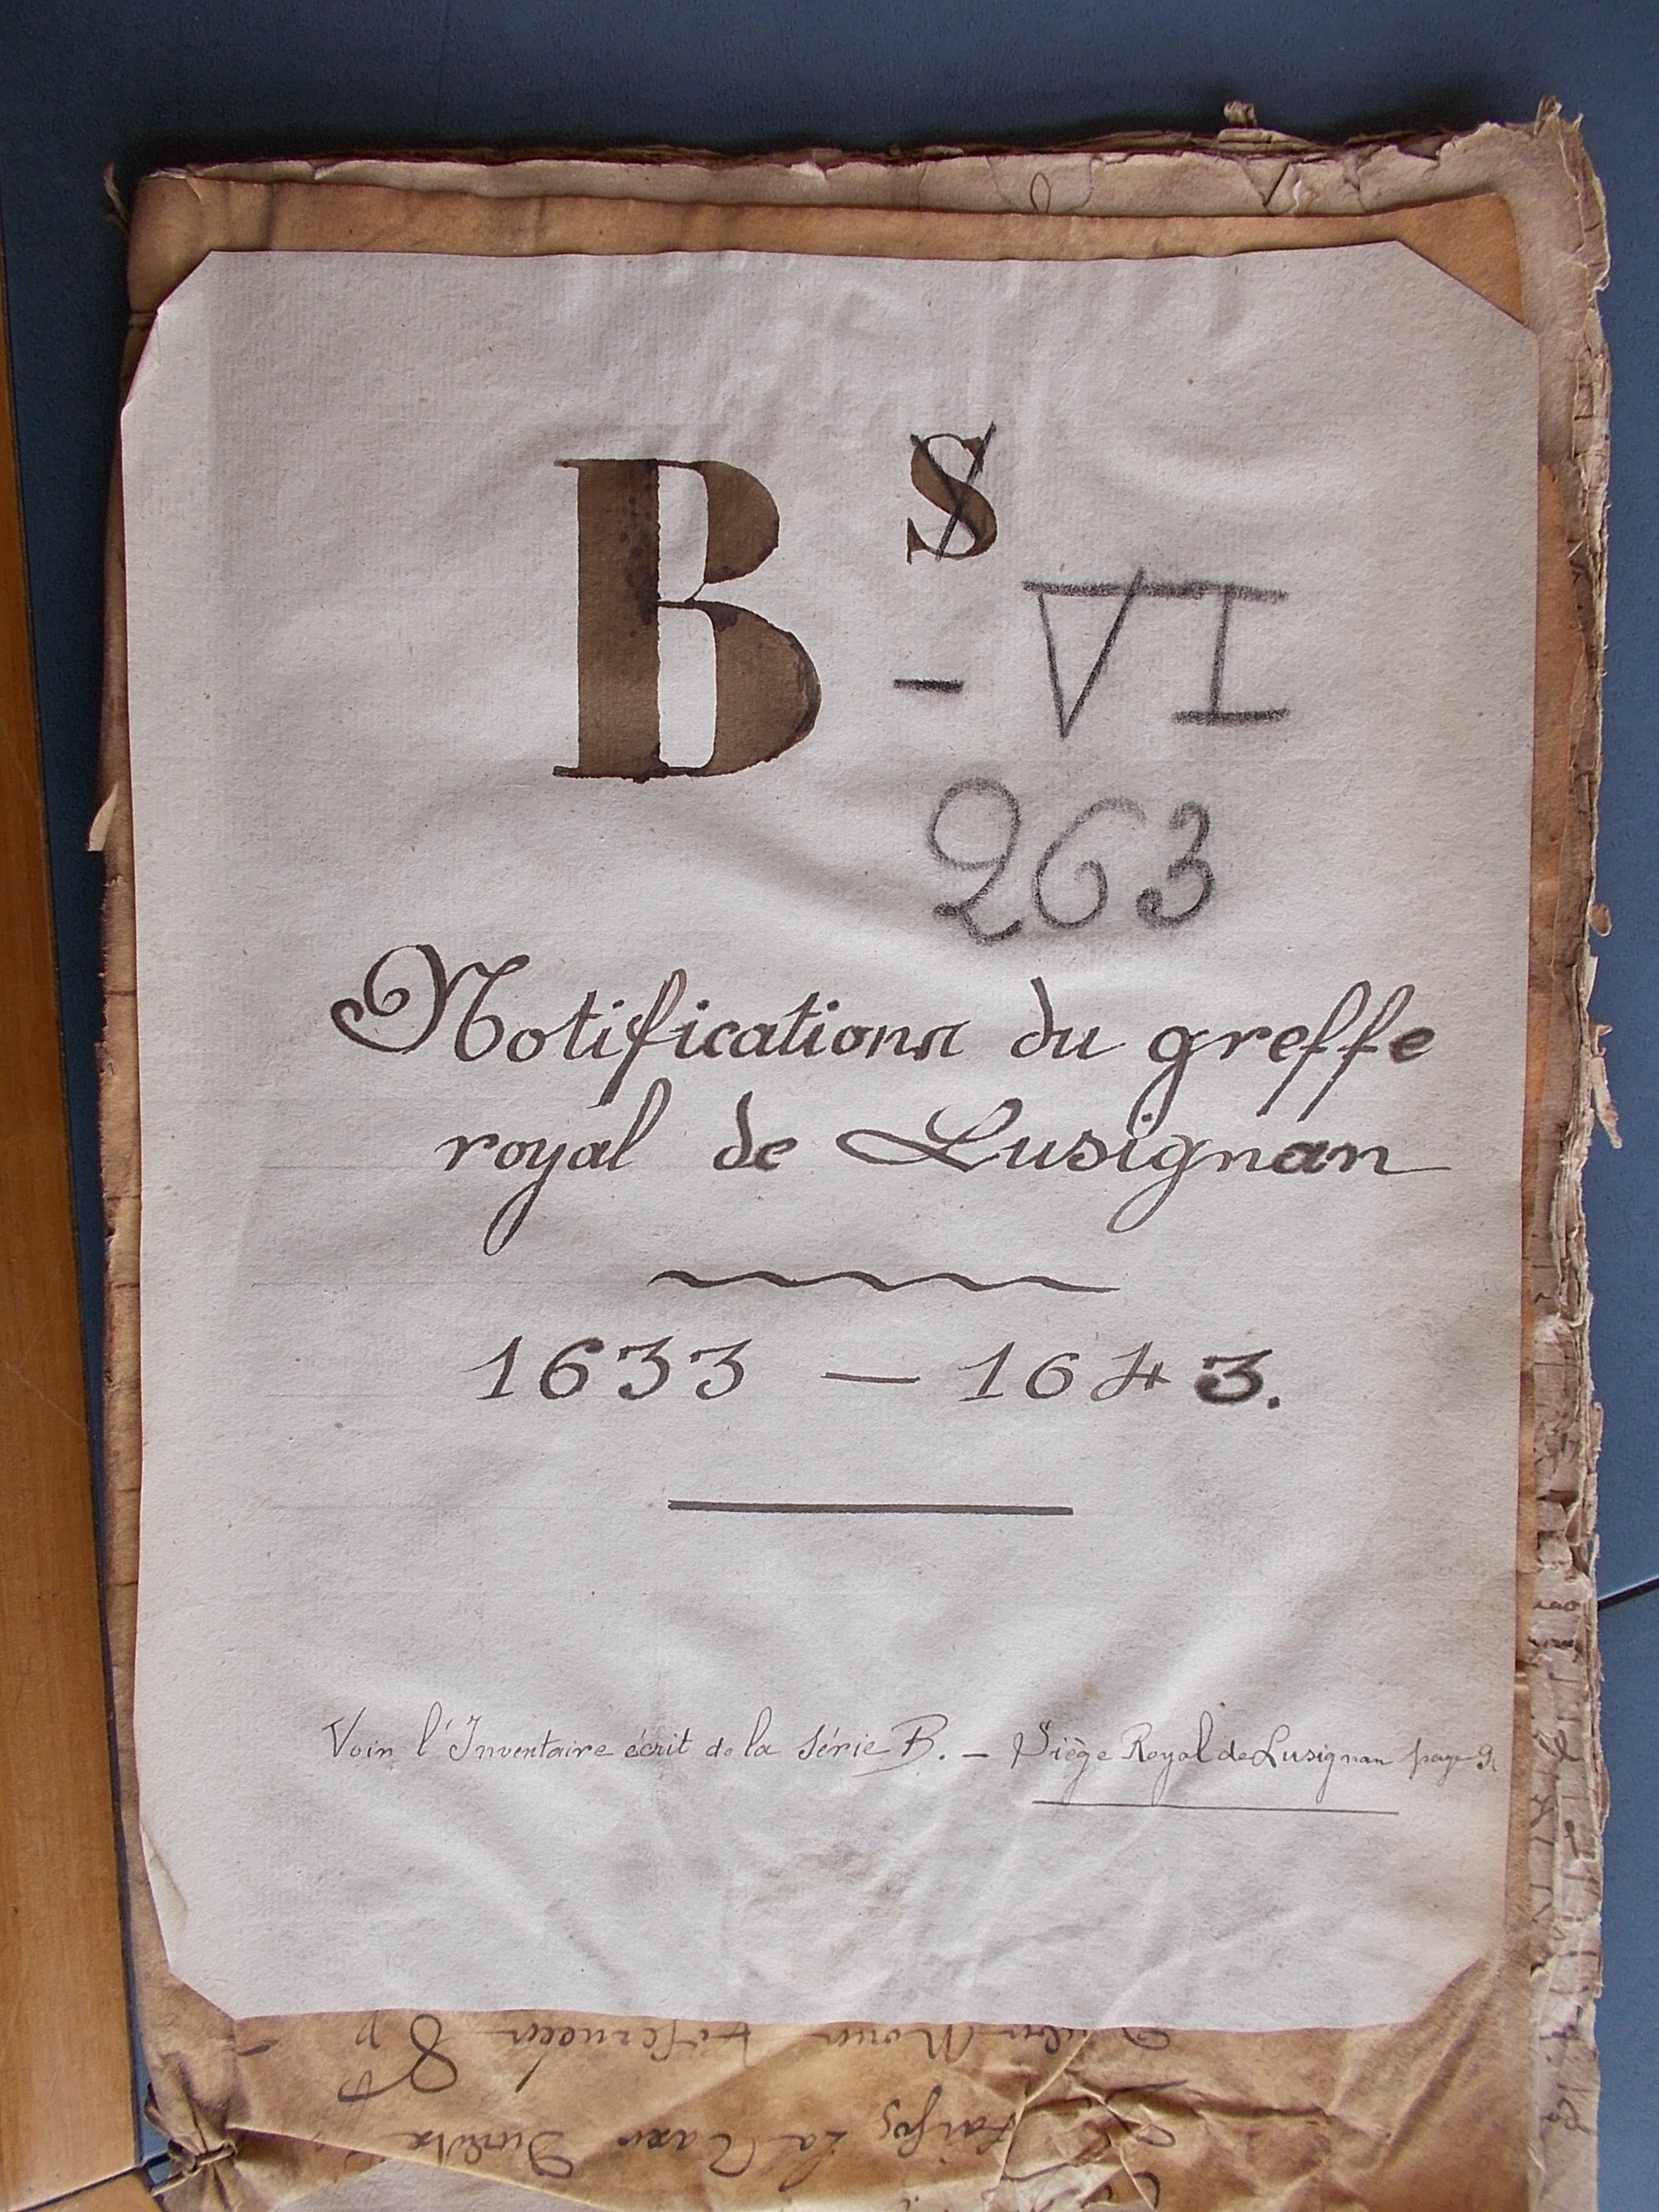 B S
- VI
263
Notifications du greffe
royal de Lusignan
1633 — 1643.
Voir l'Inventaire écrit de la Série B. — Siège Royal de Lusignan page 9